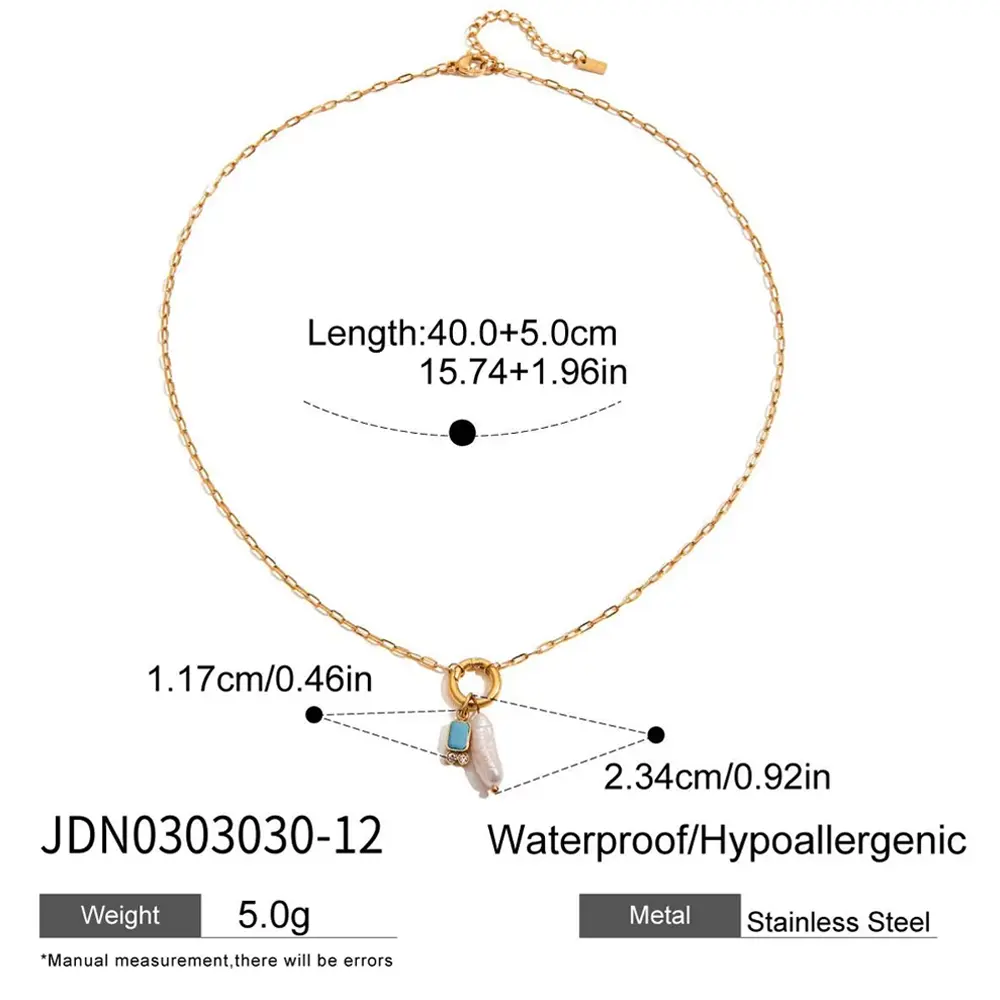 Length:40.0+5.0cm
15.74+1.96in
1.17cm/0.46in
2.34cm/0.92in
JDN0303030-12
Waterproof/Hypoallergenic
Weight 5.0g
Metal Stainless Steel
*Manual measurement,there will be errors